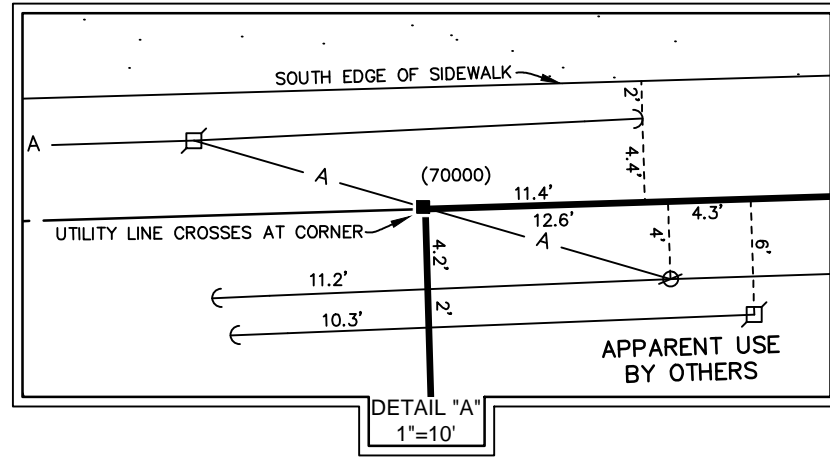 SOUTH EDGE OF SIDEWALK
2'
A
4.4'
A
(70000)
11.4'
12.6'
4.3'
UTILITY LINE CROSSES AT CORNER
4.2'
A
4'
6'
11.2'
2'
10.3'
APPARENT USE
BY OTHERS
DETAIL "A"
1"=10'